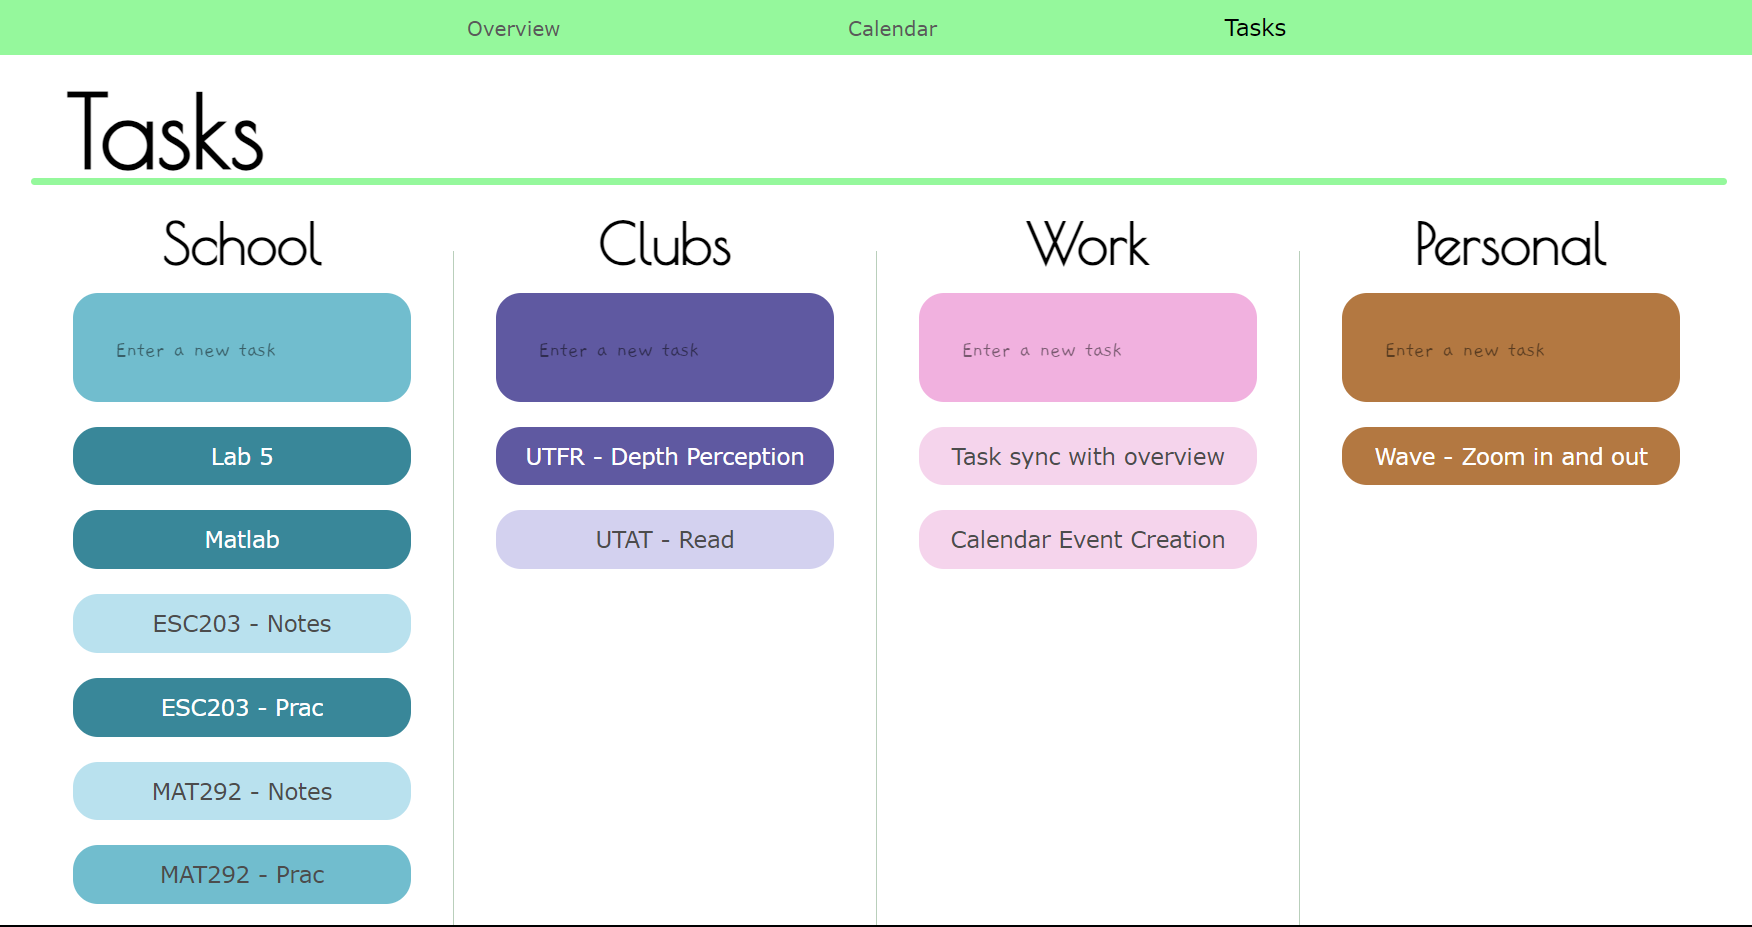 Overview
Calendar
Tasks
Tasks
School
Enter a new task
Lab 5
Matlab
ESC203 - Notes
ESC203 - Prac
MAT292 - Notes
MAT292 - Prac
Clubs
Enter a new task
UTFR - Depth Perception
UTAT - Read
Work
Enter a new task
Task sync with overview
Calendar Event Creation
Personal
Enter a new task
Wave - Zoom in and out